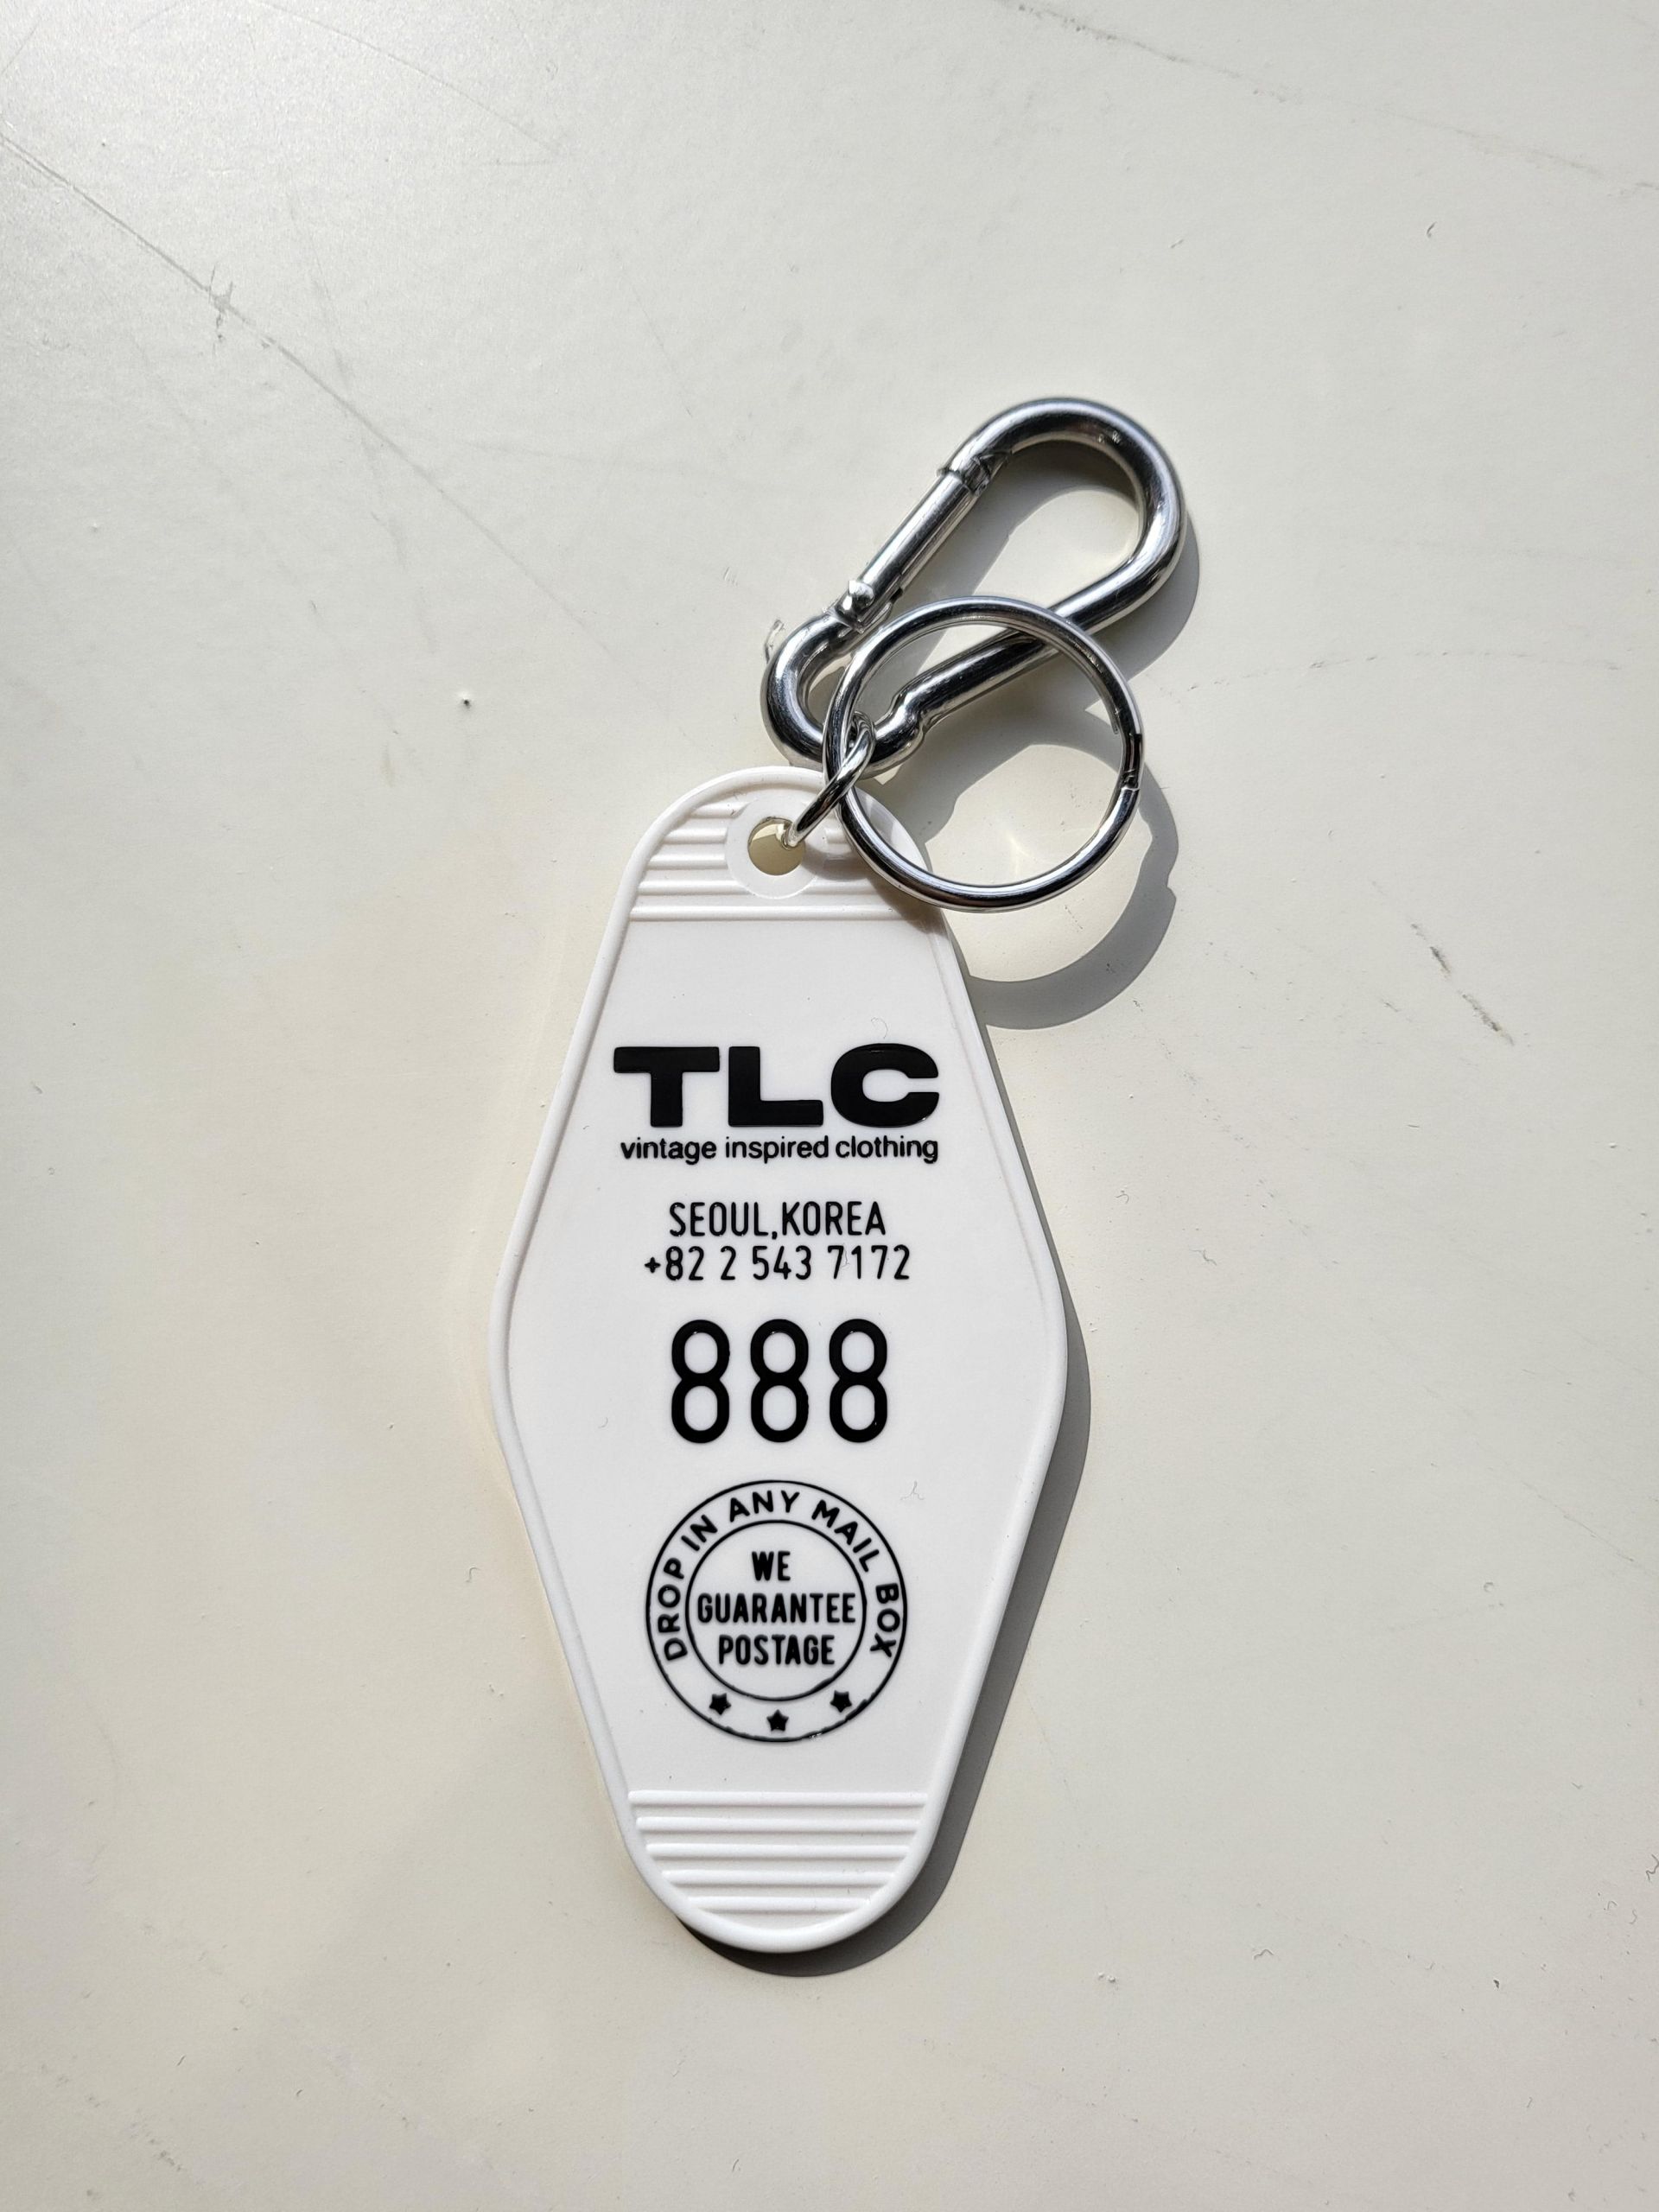 TLC
vintage inspired clothing
SEOUL,KOREA
+82 2 543 7172
888
DROP IN ANY MAIL BOX
WE
GUARANTEE
POSTAGE